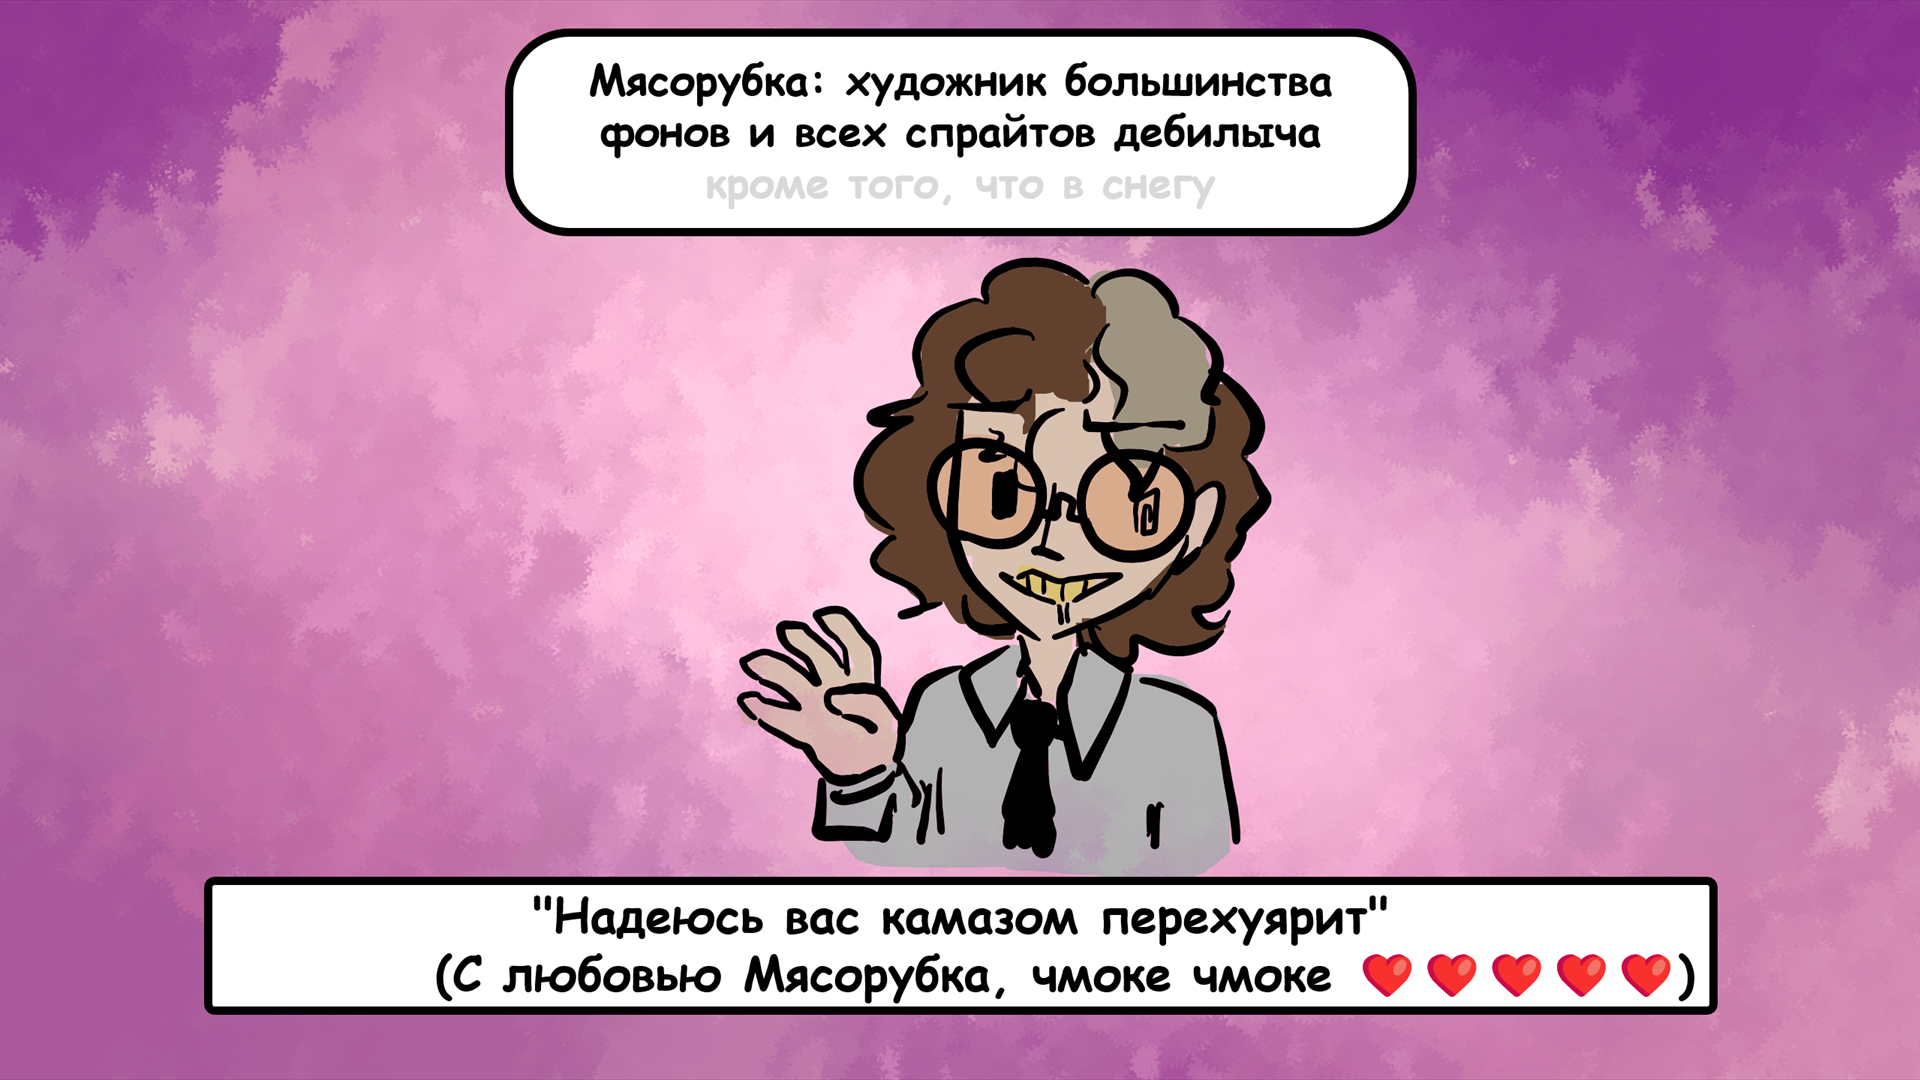 Мясорубка: художник большинства
фонов и всех спрайтов дебилыча
кроме того, что в снегу
"Надеюсь вас камазом перехуярит"
(С любовью Мясорубка, чмоке чмоке ❤️❤️❤️❤️❤️)